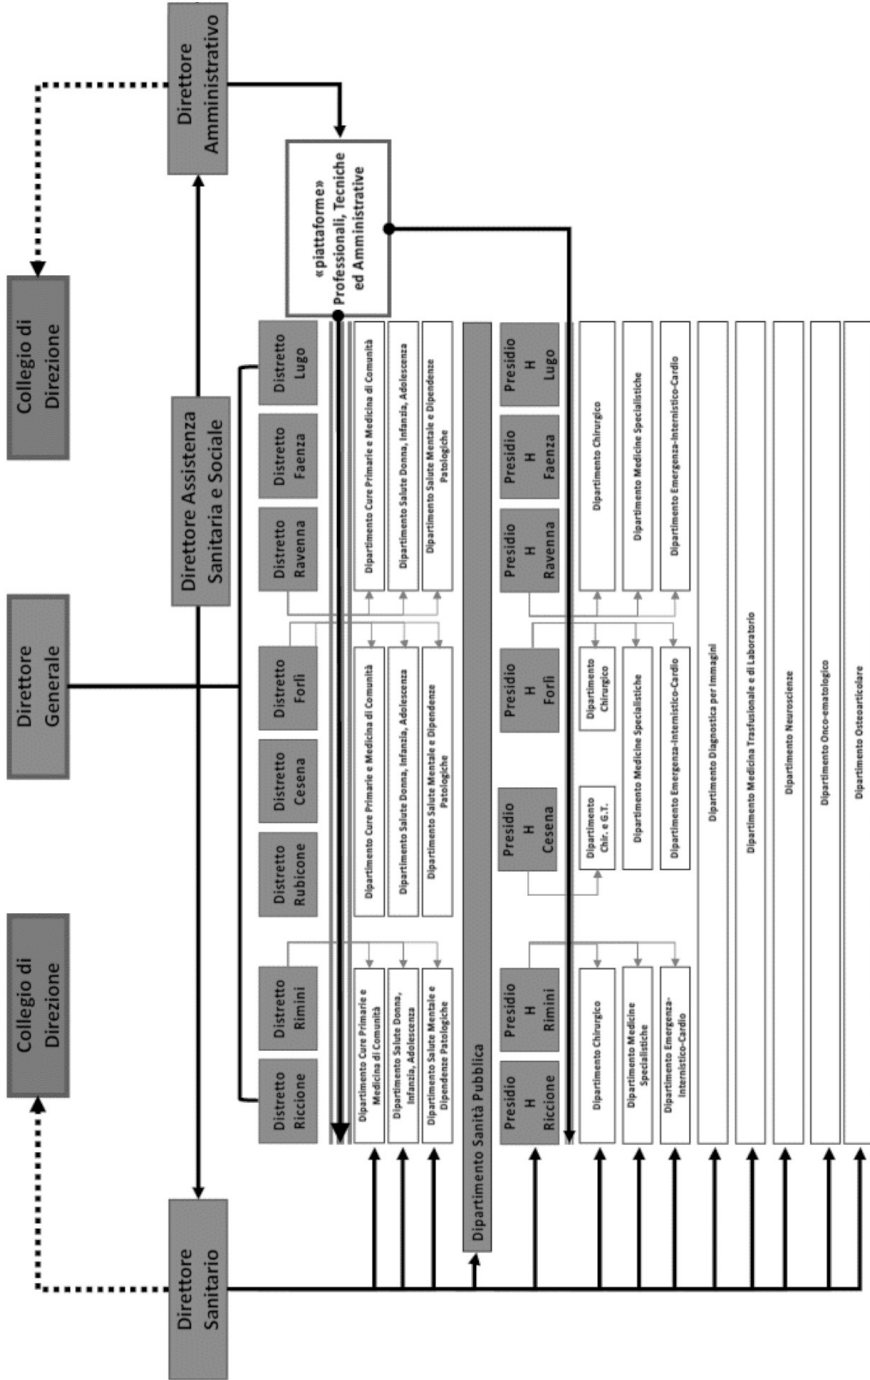 Collegio di
Direzione
Direttore
Generale
Collegio di
Direzione
Direttore
Sanitario
Direttore Assistenza
Sanitaria e Sociale
Direttore
Amministrativo
«piattaforme»
Professionali, Tecniche
ed Amministrative
Distretto
Riccione
Distretto
Rimini
Distretto
Rubicone
Distretto
Cesena
Distretto
Forlì
Distretto
Ravenna
Distretto
Faenza
Distretto
Lugo
Dipartimento Cure Primarie e
Medicina di Comunità
Dipartimento Cure Primarie e Medicina di Comunità
Dipartimento Cure Primarie e Medicina di Comunità
Dipartimento Salute Donna,
Infanzia, Adolescenza
Dipartimento Salute Donna, Infanzia, Adolescenza
Dipartimento Salute Donna, Infanzia, Adolescenza
Dipartimento Salute Mentale e
Dipendenze Patologiche
Dipartimento Salute Mentale e Dipendenze
Patologiche
Dipartimento Salute Mentale e Dipendenze
Patologiche
Dipartimento Sanità Pubblica
Presidio
H
Riccione
Presidio
H
Rimini
Presidio
H
Cesena
Presidio
H
Forlì
Presidio
H
Ravenna
Presidio
H
Faenza
Presidio
H
Lugo
Dipartimento Chirurgico
Dipartimento
Chir. e G.T.
Dipartimento
Chirurgico
Dipartimento Chirurgico
Dipartimento Medicine
Specialistiche
Dipartimento Medicine Specialistiche
Dipartimento Medicine Specialistiche
Dipartimento Emergenza-
Internistico-Cardio
Dipartimento Emergenza-Internistico-Cardio
Dipartimento Emergenza-Internistico-Cardio
Dipartimento Diagnostica per Immagini
Dipartimento Medicina Trasfusionale e di Laboratorio
Dipartimento Neuroscienze
Dipartimento Onco-ematologico
Dipartimento Osteoarticolare